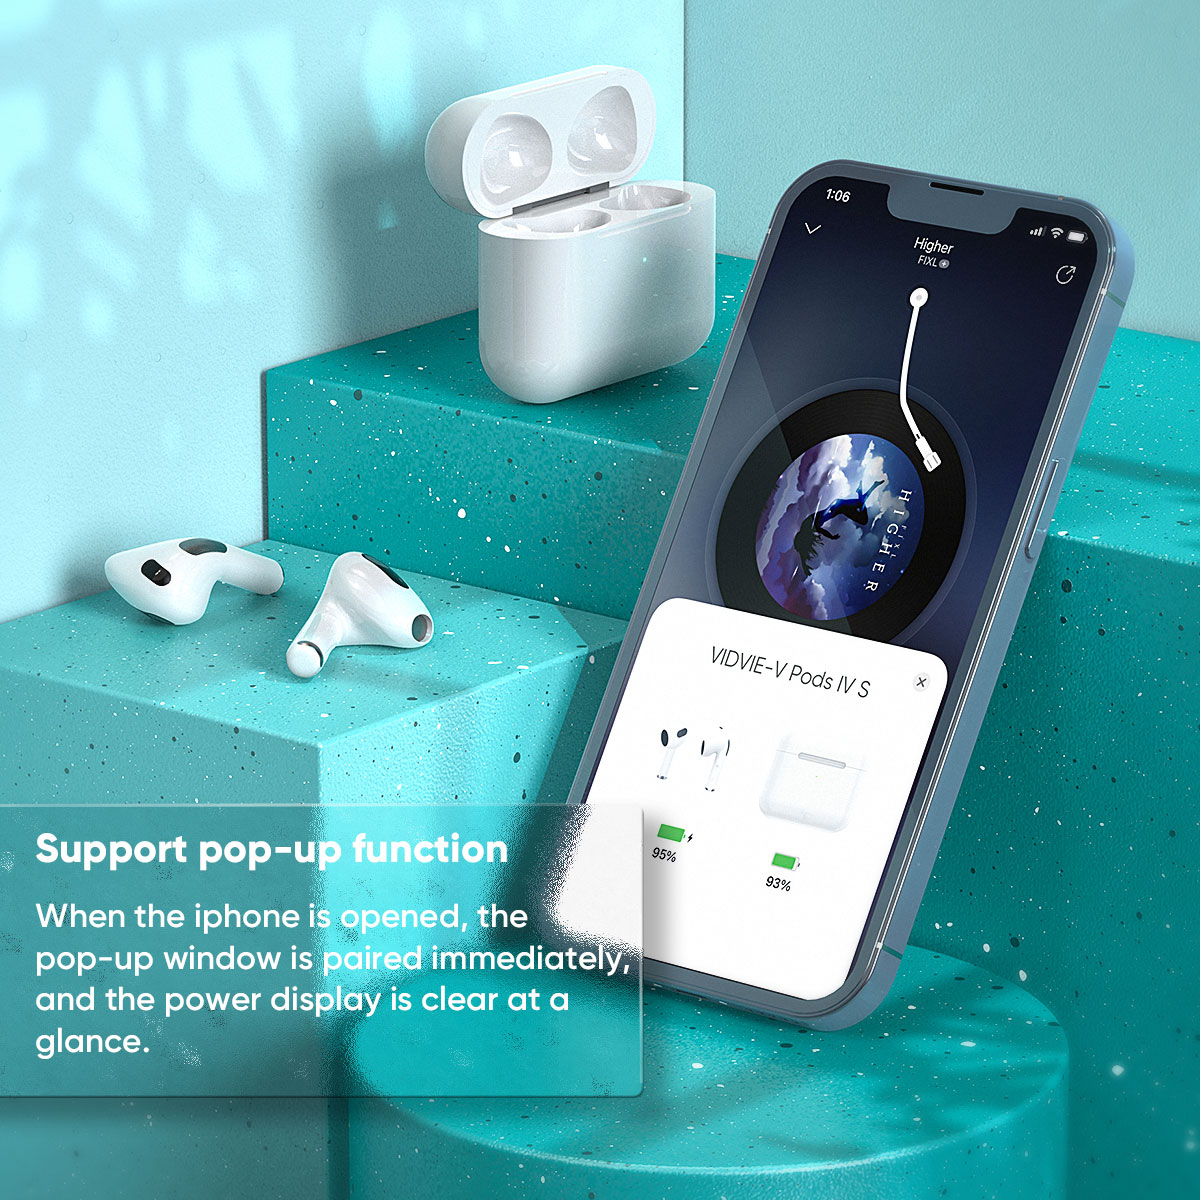 1:06
Higher
FIXL
HIGHER
FIXL
VIDVIE-V Pods IV S
95%
93%
Support pop-up function
When the iphone is opened, the
pop-up window is paired immediately,
and the power display is clear at a
glance.